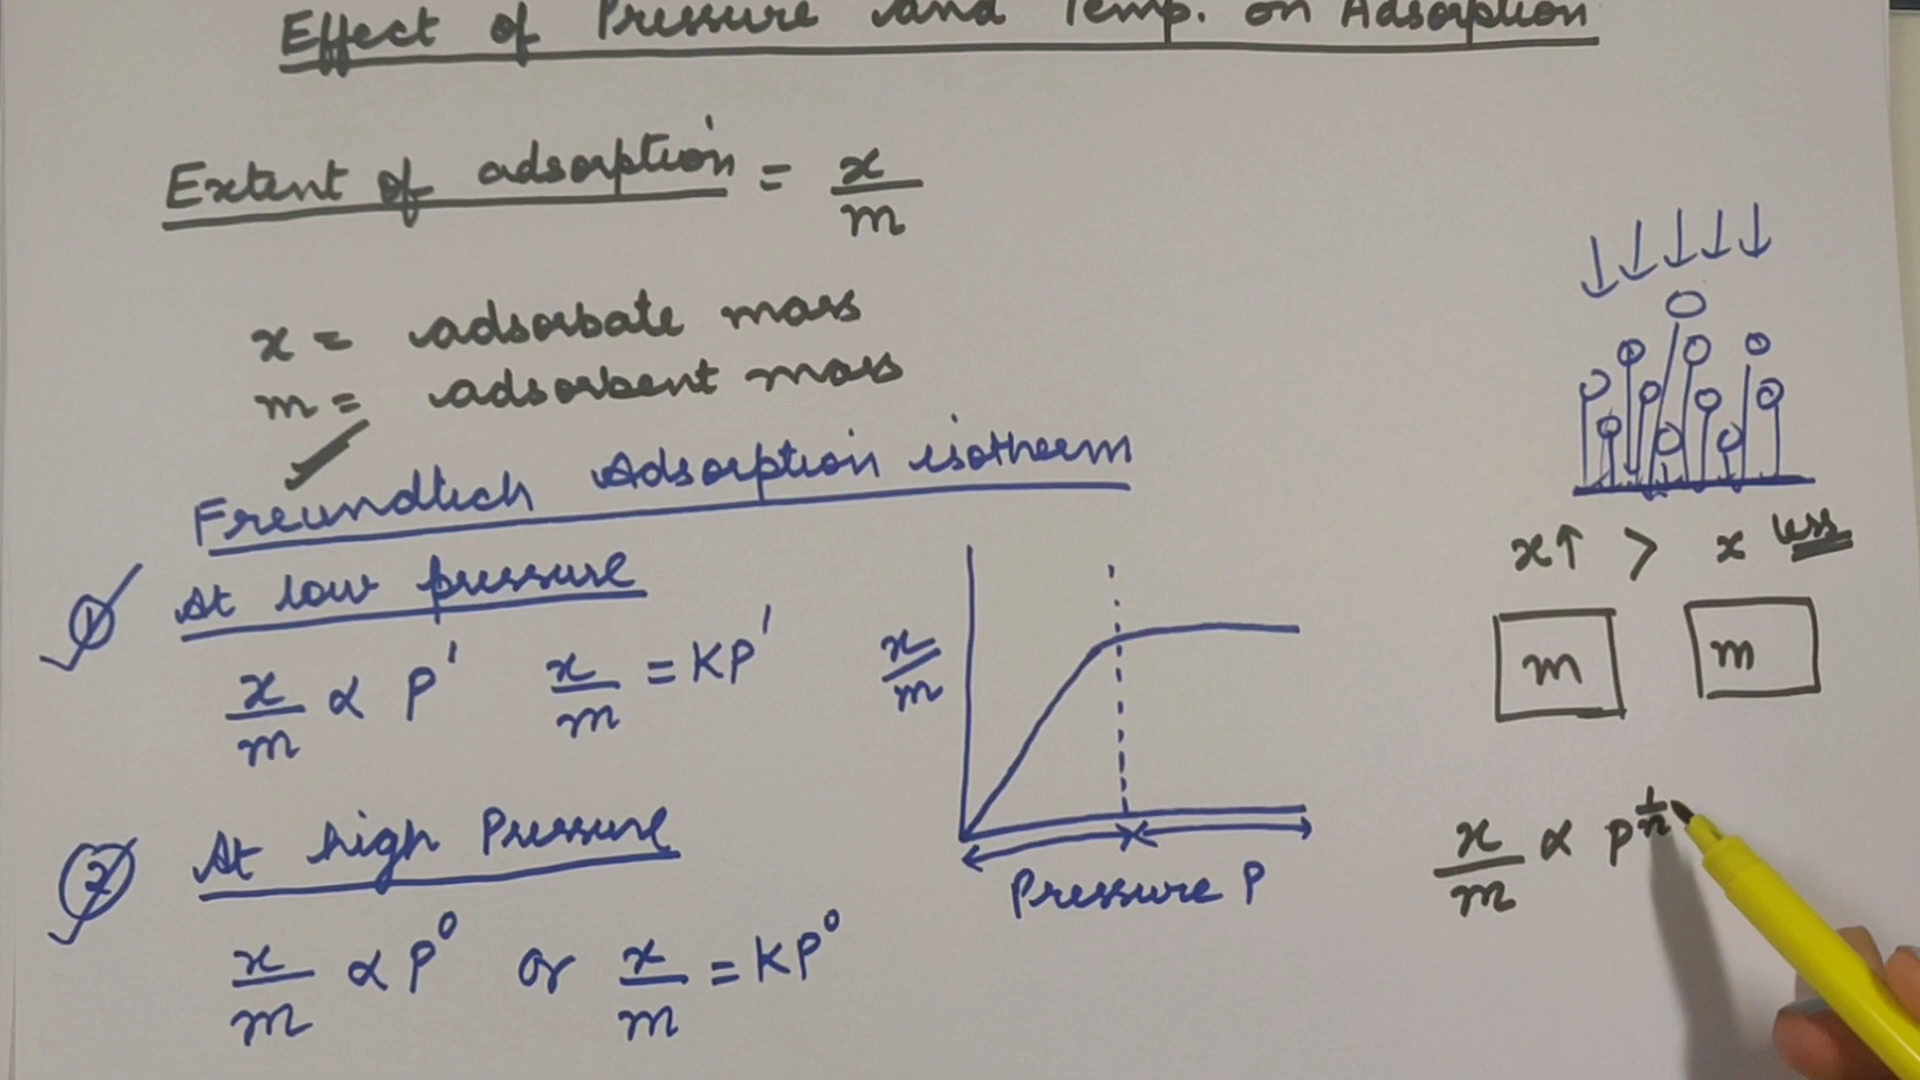 Effect of Pressure and Temp. on Adsorption
Extent of adsorption = x/m
x = adsorbate mass
m = adsorbent mass
Freundlich Adsorption isotherm
① At low pressure
x/m ∝ P¹ x/m = KP¹
② At high Pressure
x/m ∝ P⁰ or x/m = KP⁰
x/m
Pressure P
x↑ > x less
m m
x/m ∝ P^1/n